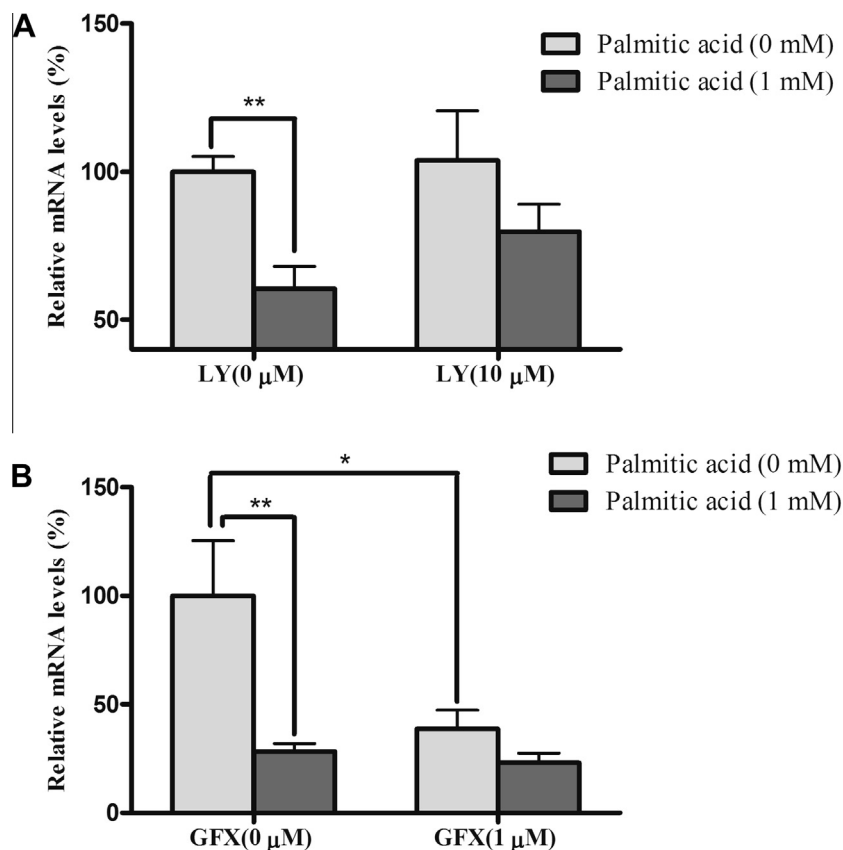 A
Relative mRNA levels (%)
150
100
50
Palmitic acid (0 mM)
Palmitic acid (1 mM)
**
LY(0 μM)
LY(10 μM)
B
Relative mRNA levels (%)
150
100
50
0
Palmitic acid (0 mM)
Palmitic acid (1 mM)
*
**
GFX(0 μM)
GFX(1 μM)